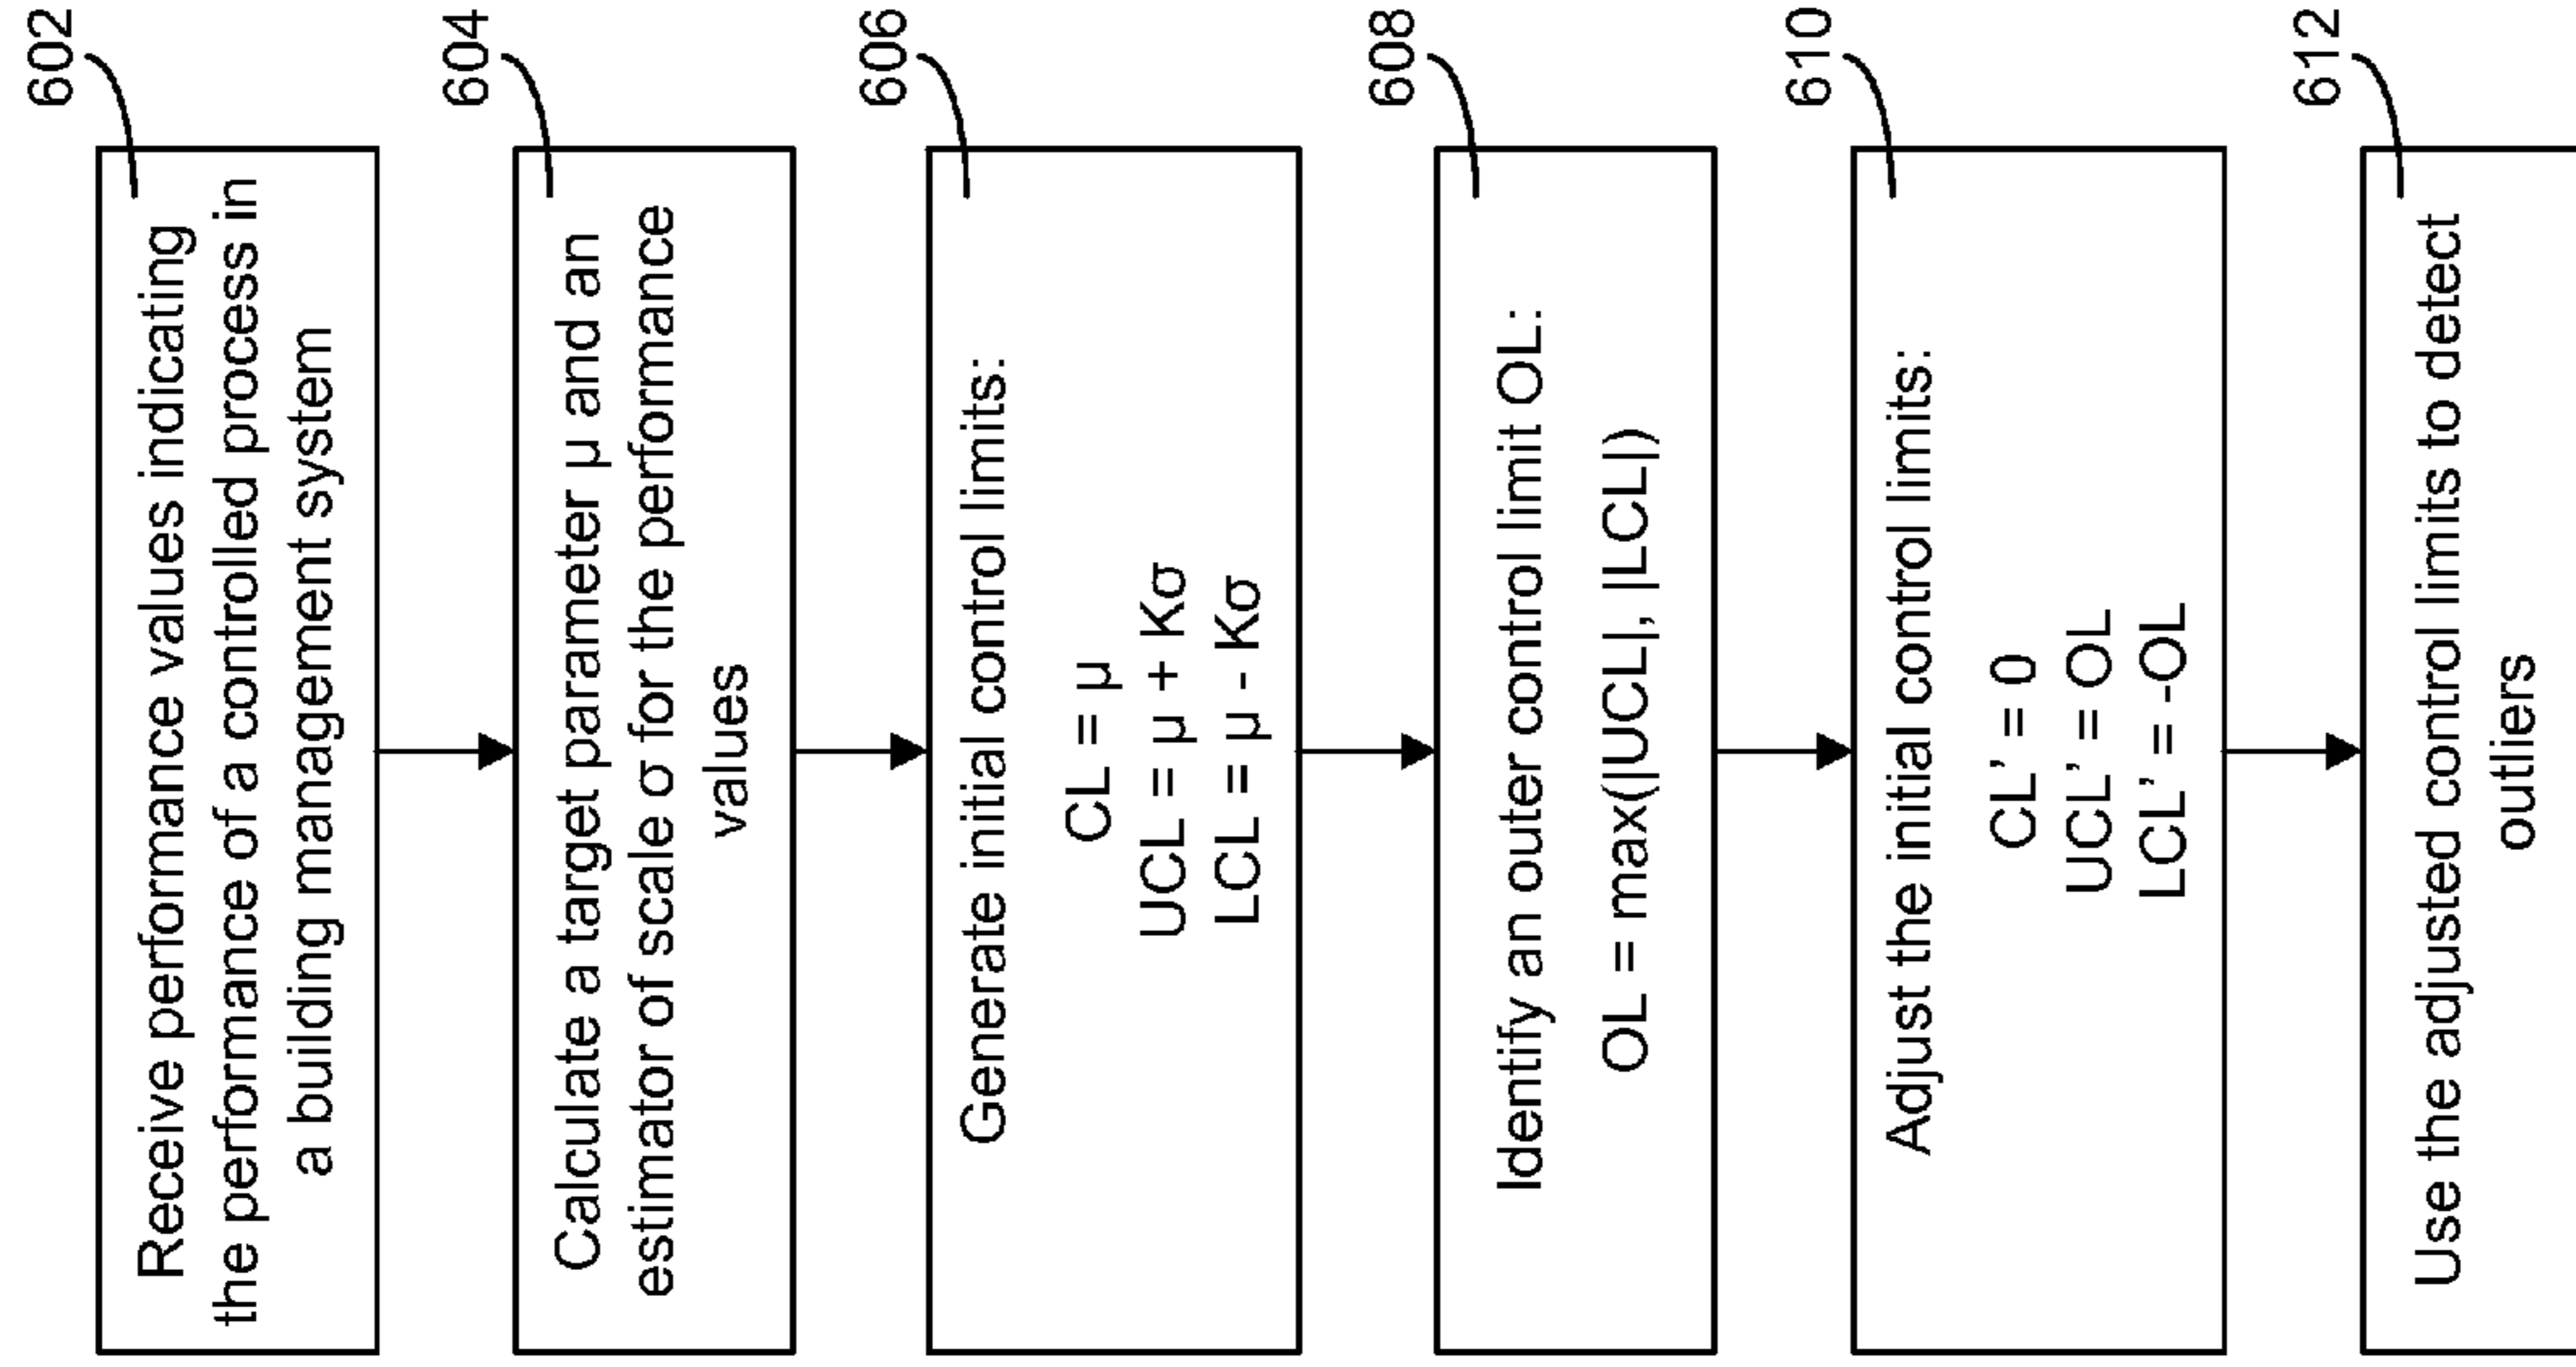 602
Receive performance values indicating
the performance of a controlled process in
a building management system
604
Calculate a target parameter μ and an
estimator of scale σ for the performance
values
606
Generate initial control limits:
CL = μ
UCL = μ + Kσ
LCL = μ - Kσ
608
Identify an outer control limit OL:
OL = max(|UCL|, |LCL|)
610
Adjust the initial control limits:
CL' = 0
UCL' = OL
LCL' = -OL
612
Use the adjusted control limits to detect
outliers